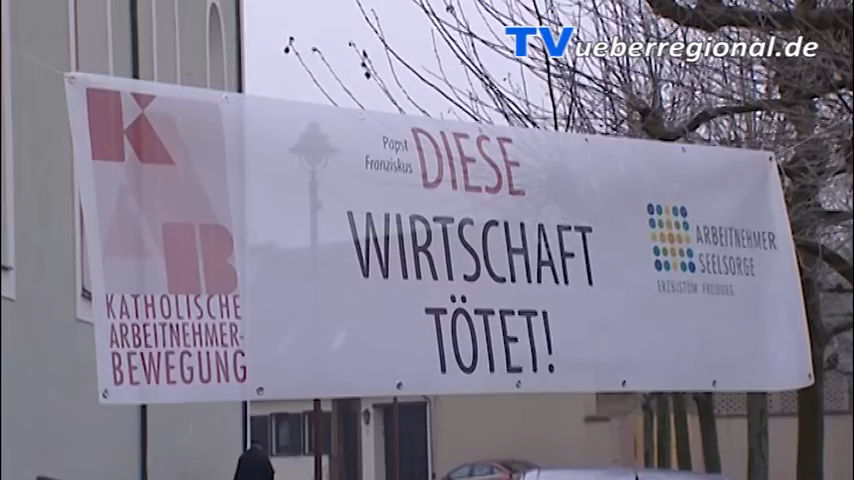 TVueberregional.de
KAB
KATHOLISCHE
ARBEITNEHMER-
BEWEGUNG
Papst
Franziskus
DIESE
WIRTSCHAFT
TÖTET!
ARBEITNEHMER
SEELSORGE
ERZBISTUM FREIBURG